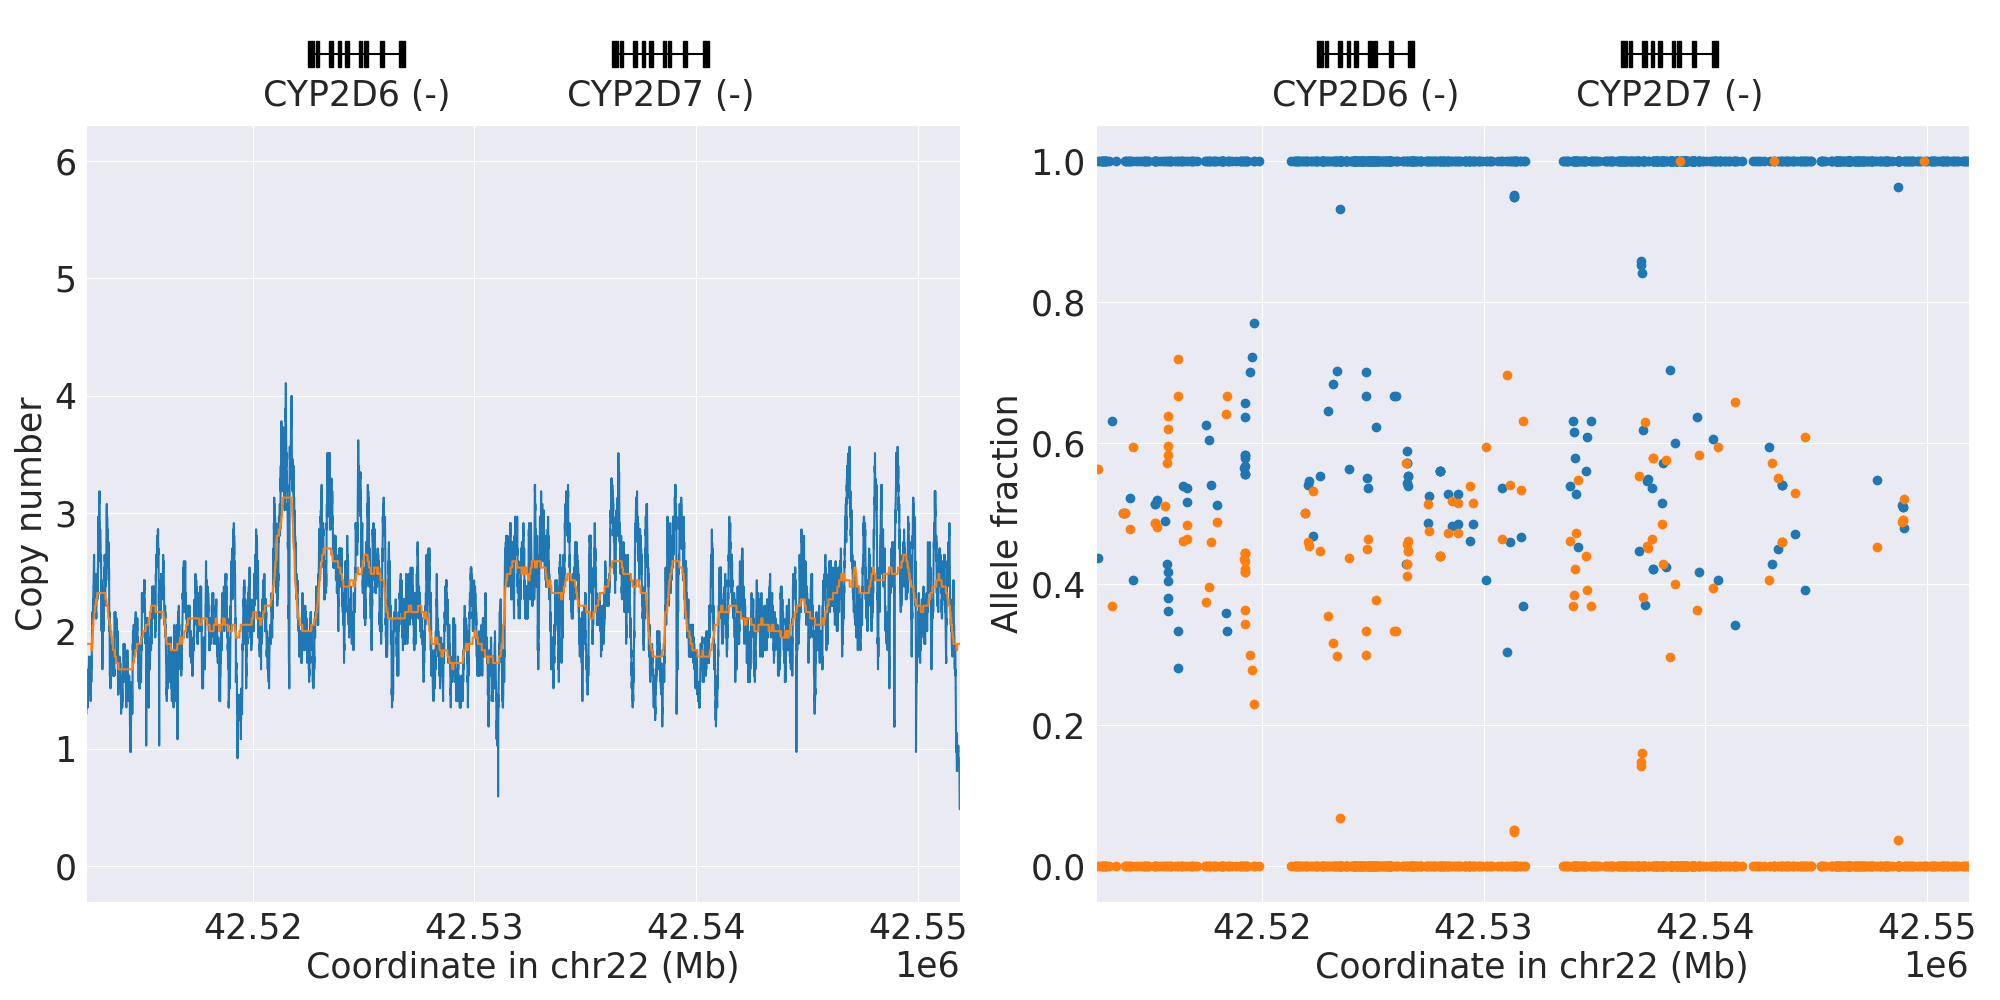 CYP2D6 (-) CYP2D7 (-)
6
5
4
3
2
1
0
Copy number
42.52 42.53 42.54 42.55
Coordinate in chr22 (Mb) 1e6
CYP2D6 (-) CYP2D7 (-)
1.0
0.8
0.6
0.4
0.2
0.0
Allele fraction
42.52 42.53 42.54 42.55
Coordinate in chr22 (Mb) 1e6